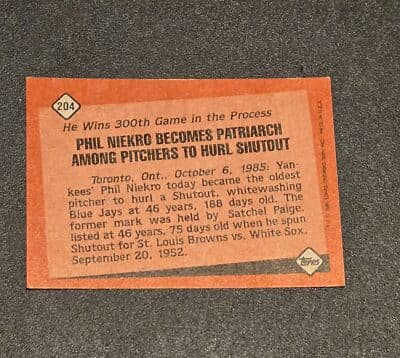 204
He Wins 300th Game in the Process
PHIL NIEKRO BECOMES PATRIARCH
AMONG PITCHERS TO HURL SHUTOUT
Toronto, Ont., October 6, 1985: Yan-
kees' Phil Niekro today became the oldest
pitcher to hurl a Shutout, whitewashing
Blue Jays at 46 years, 188 days old. The
former mark was held by Satchel Paige,
listed at 46 years, 75 days old when he spun
Shutout for St. Louis Browns vs. White Sox,
September 20, 1952.
Topps